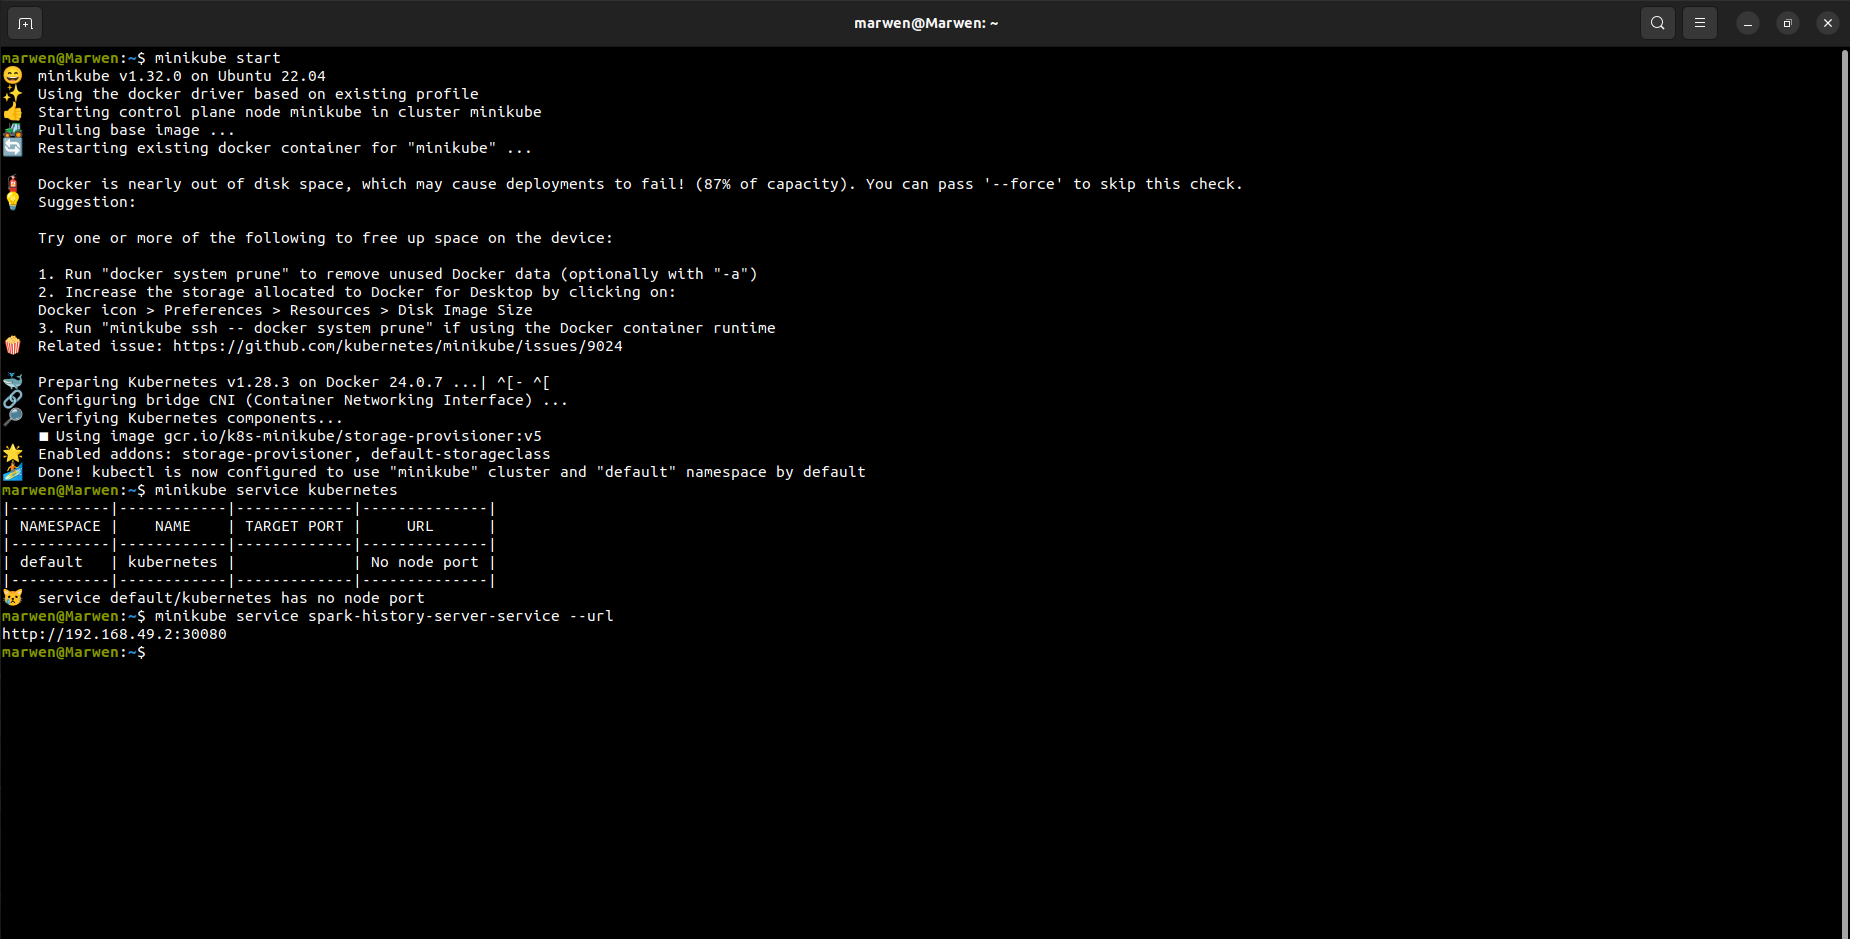 marwen@Marwen: ~
marwen@Marwen:~$ minikube start
😄  minikube v1.32.0 on Ubuntu 22.04
✨  Using the docker driver based on existing profile
👍  Starting control plane node minikube in cluster minikube
🚜  Pulling base image ...
🔄  Restarting existing docker container for "minikube" ...
🧯  Docker is nearly out of disk space, which may cause deployments to fail! (87% of capacity). You can pass '--force' to skip this check.
💡  Suggestion:
Try one or more of the following to free up space on the device:
1. Run "docker system prune" to remove unused Docker data (optionally with "-a")
2. Increase the storage allocated to Docker for Desktop by clicking on:
Docker icon > Preferences > Resources > Disk Image Size
3. Run "minikube ssh -- docker system prune" if using the Docker container runtime
🍿  Related issue: https://github.com/kubernetes/minikube/issues/9024
🐳  Preparing Kubernetes v1.28.3 on Docker 24.0.7 ...| ^[- ^[
🔗  Configuring bridge CNI (Container Networking Interface) ...
🔎  Verifying Kubernetes components...
■ Using image gcr.io/k8s-minikube/storage-provisioner:v5
🌟  Enabled addons: storage-provisioner, default-storageclass
🏄  Done! kubectl is now configured to use "minikube" cluster and "default" namespace by default
marwen@Marwen:~$ minikube service kubernetes
|-----------|------------|-------------|--------------|
| NAMESPACE |    NAME    | TARGET PORT |     URL      |
|-----------|------------|-------------|--------------|
| default   | kubernetes |             | No node port |
|-----------|------------|-------------|--------------|
😿  service default/kubernetes has no node port
marwen@Marwen:~$ minikube service spark-history-server-service --url
http://192.168.49.2:30080
marwen@Marwen:~$